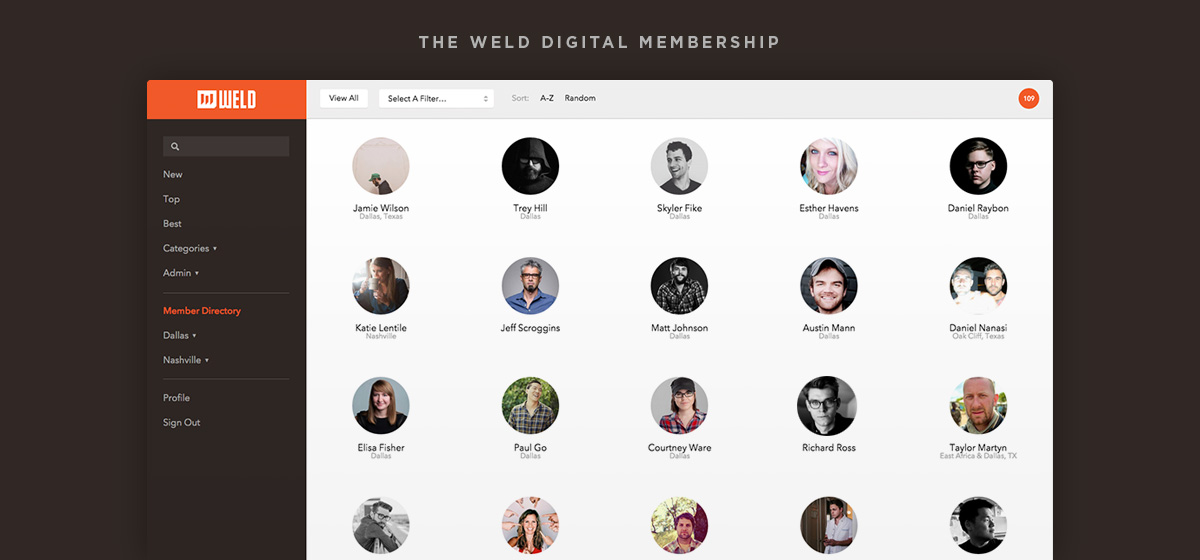 THE WELD DIGITAL MEMBERSHIP
WELD
View All
Select A Filter...
Sort:
A-Z
Random
109
New
Top
Best
Categories ▾
Admin ▾
Member Directory
Dallas ▾
Nashville ▾
Profile
Sign Out
Jamie Wilson
Dallas, Texas
Trey Hill
Dallas
Skyler Fike
Dallas
Esther Havens
Dallas
Daniel Raybon
Dallas
Katie Lentile
Nashville
Jeff Scroggins
Matt Johnson
Dallas
Austin Mann
Dallas
Daniel Nanasi
Oak Cliff, Texas
Elisa Fisher
Dallas
Paul Go
Dallas
Courtney Ware
Dallas
Richard Ross
Taylor Martyn
East Africa & Dallas, TX